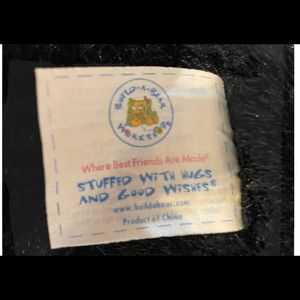 BUILD-A-BEAR
WORKSHOP®
Where Best Friends Are Made®
STUFFED WITH HUGS
AND GOOD WISHES®
www.buildabear.com
Product of China